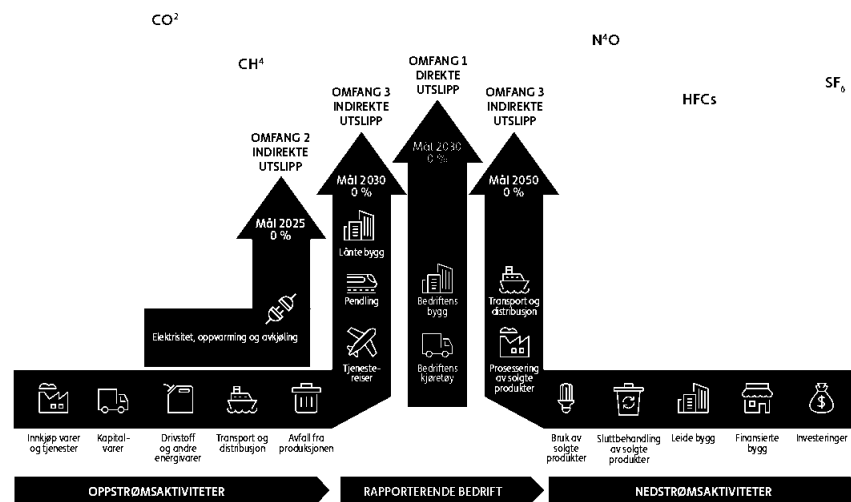 CO²
CH⁴
N⁴O
HFCs
SF₆
OMFANG 2
INDIREKTE
UTSLIPP
Mål 2025
0 %
Elektrisitet, oppvarming og avkjøling
OMFANG 3
INDIREKTE
UTSLIPP
Mål 2030
0 %
Lånte bygg
Pendling
Tjeneste-
reiser
OMFANG 1
DIREKTE
UTSLIPP
Mål 2030
0 %
Bedriftens
bygg
Bedriftens
kjøretøy
OMFANG 3
INDIREKTE
UTSLIPP
Mål 2050
0 %
Transport og
distribusjon
Prosessering
av solgte
produkter
Innkjøp varer
og tjenester
Kapital-
varer
Drivstoff
og andre
energivarer
Transport og
distribusjon
Avfall fra
produksjonen
Bruk av
solgte
produkter
Sluttbehandling
av solgte
produkter
Leide bygg
Finansierte
bygg
Investeringer
OPPSTRØMSAKTIVITETER
RAPPORTERENDE BEDRIFT
NEDSTRØMSAKTIVITETER